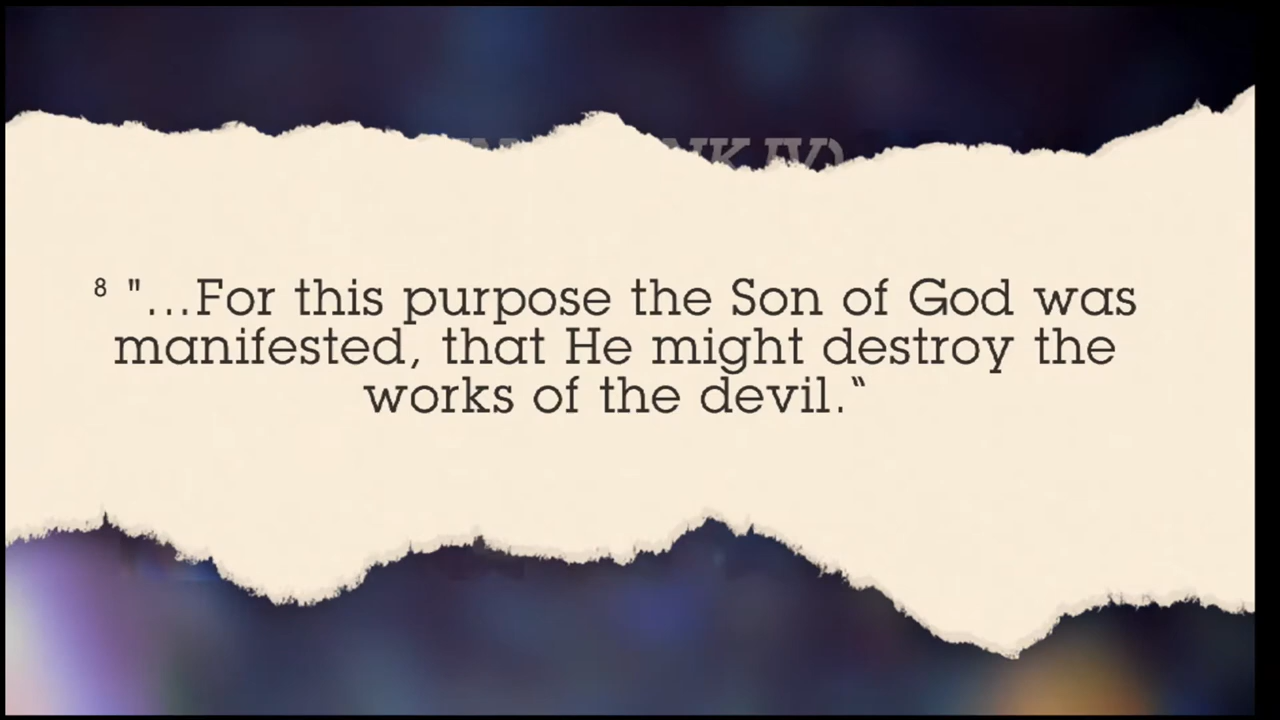 NKJV)
⁸ "...For this purpose the Son of God was
manifested, that He might destroy the
works of the devil.‟